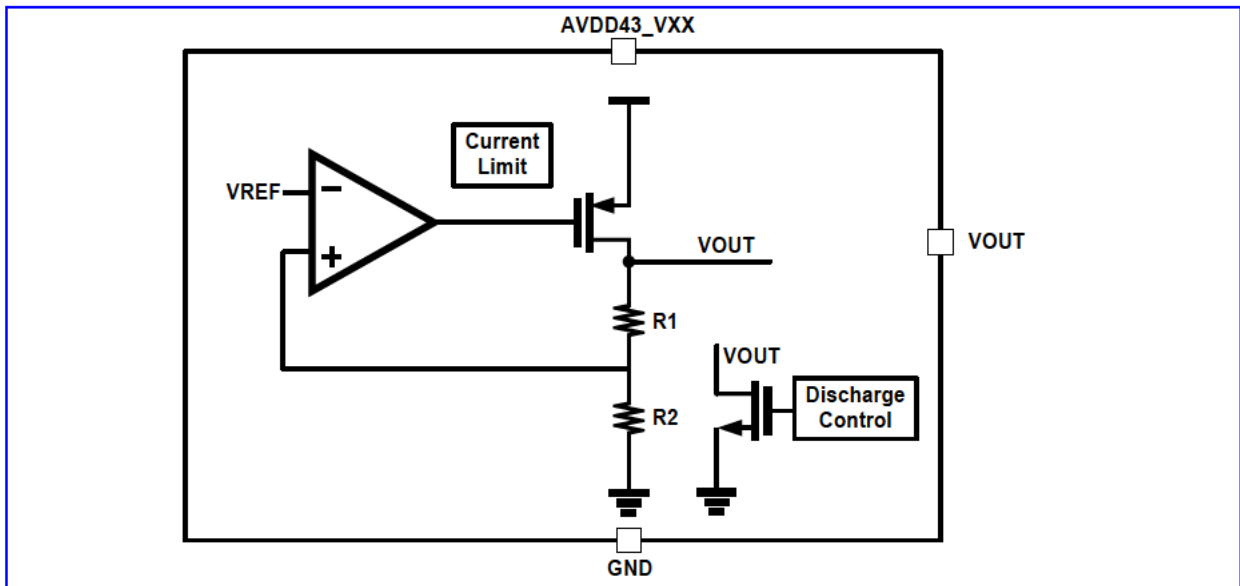 AVDD43_VXX
Current
Limit
VREF
−
+
VOUT
VOUT
R1
VOUT
R2
Discharge
Control
GND